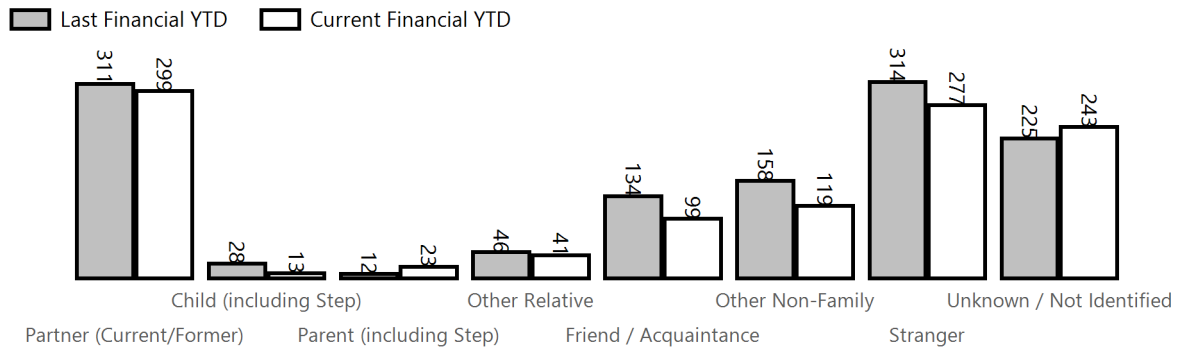 Last Financial YTD Current Financial YTD
311 299 28 13 12 23 46 41 134 99 158 119 314 277 225 243
Child (including Step) Other Relative Other Non-Family Unknown / Not Identified
Partner (Current/Former) Parent (including Step) Friend / Acquaintance Stranger